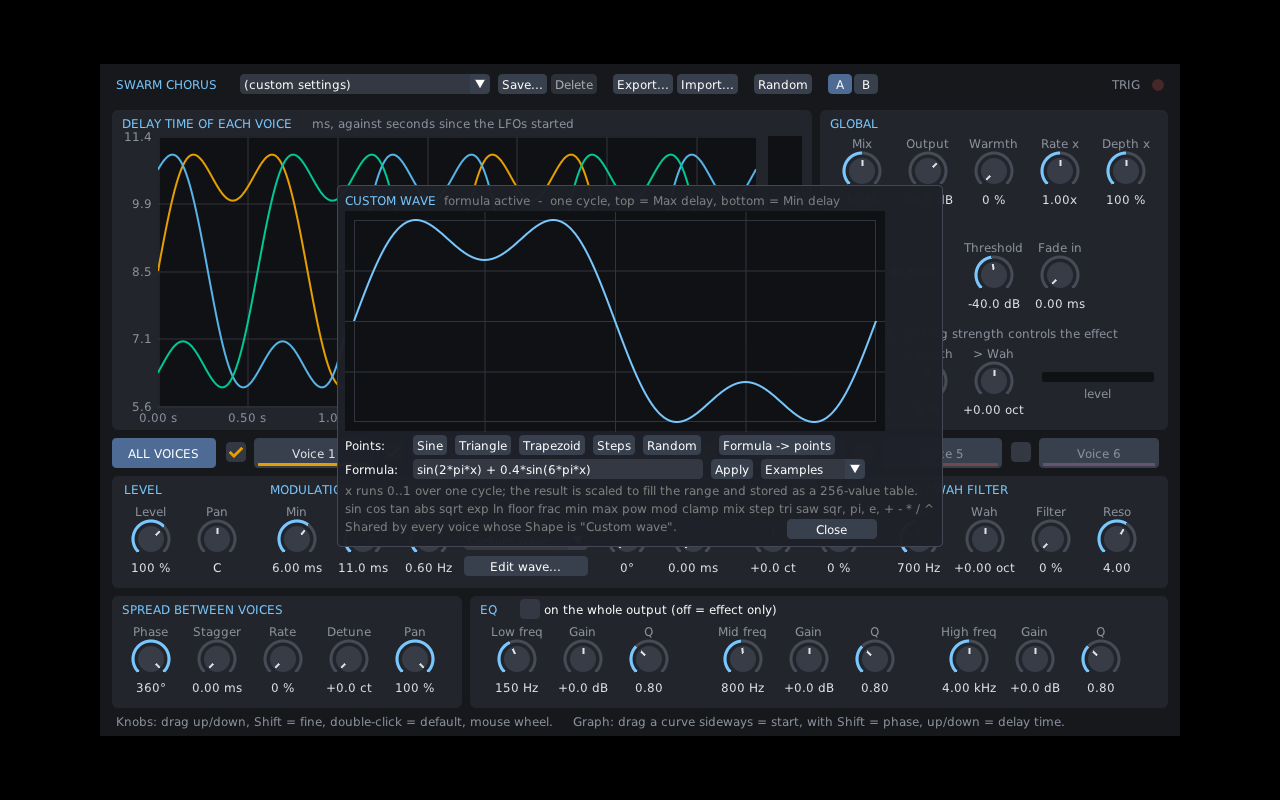 SWARM CHORUS (custom settings) Save... Delete Export... Import... Random A B TRIG
DELAY TIME OF EACH VOICE ms, against seconds since the LFOs started
GLOBAL
11.4
9.9
8.5
7.1
5.6
0.00 s 0.50 s 1.0
Mix Output Warmth Rate x Depth x
dB 0 % 1.00x 100 %
Threshold Fade in
-40.0 dB 0.00 ms
g strength controls the effect
> Wah
+0.00 oct
level
CUSTOM WAVE formula active - one cycle, top = Max delay, bottom = Min delay
Points: Sine Triangle Trapezoid Steps Random Formula -> points
Formula: sin(2*pi*x) + 0.4*sin(6*pi*x) Apply Examples
x runs 0..1 over one cycle; the result is scaled to fill the range and stored as a 256-value table.
sin cos tan abs sqrt exp ln floor frac min max pow mod clamp mix step tri saw sqr, pi, e, + - * / ^
Shared by every voice whose Shape is "Custom wave". Close
ALL VOICES Voice 1 ce 5 Voice 6
LEVEL MODULATIO WAH FILTER
Level Pan Min Wah Filter Reso
100 % C 6.00 ms 11.0 ms 0.60 Hz Edit wave... 0° 0.00 ms +0.0 ct 0 % 700 Hz +0.00 oct 0 % 4.00
SPREAD BETWEEN VOICES
Phase Stagger Rate Detune Pan
360° 0.00 ms 0 % +0.0 ct 100 %
EQ on the whole output (off = effect only)
Low freq Gain Q Mid freq Gain Q High freq Gain Q
150 Hz +0.0 dB 0.80 800 Hz +0.0 dB 0.80 4.00 kHz +0.0 dB 0.80
Knobs: drag up/down, Shift = fine, double-click = default, mouse wheel. Graph: drag a curve sideways = start, with Shift = phase, up/down = delay time.